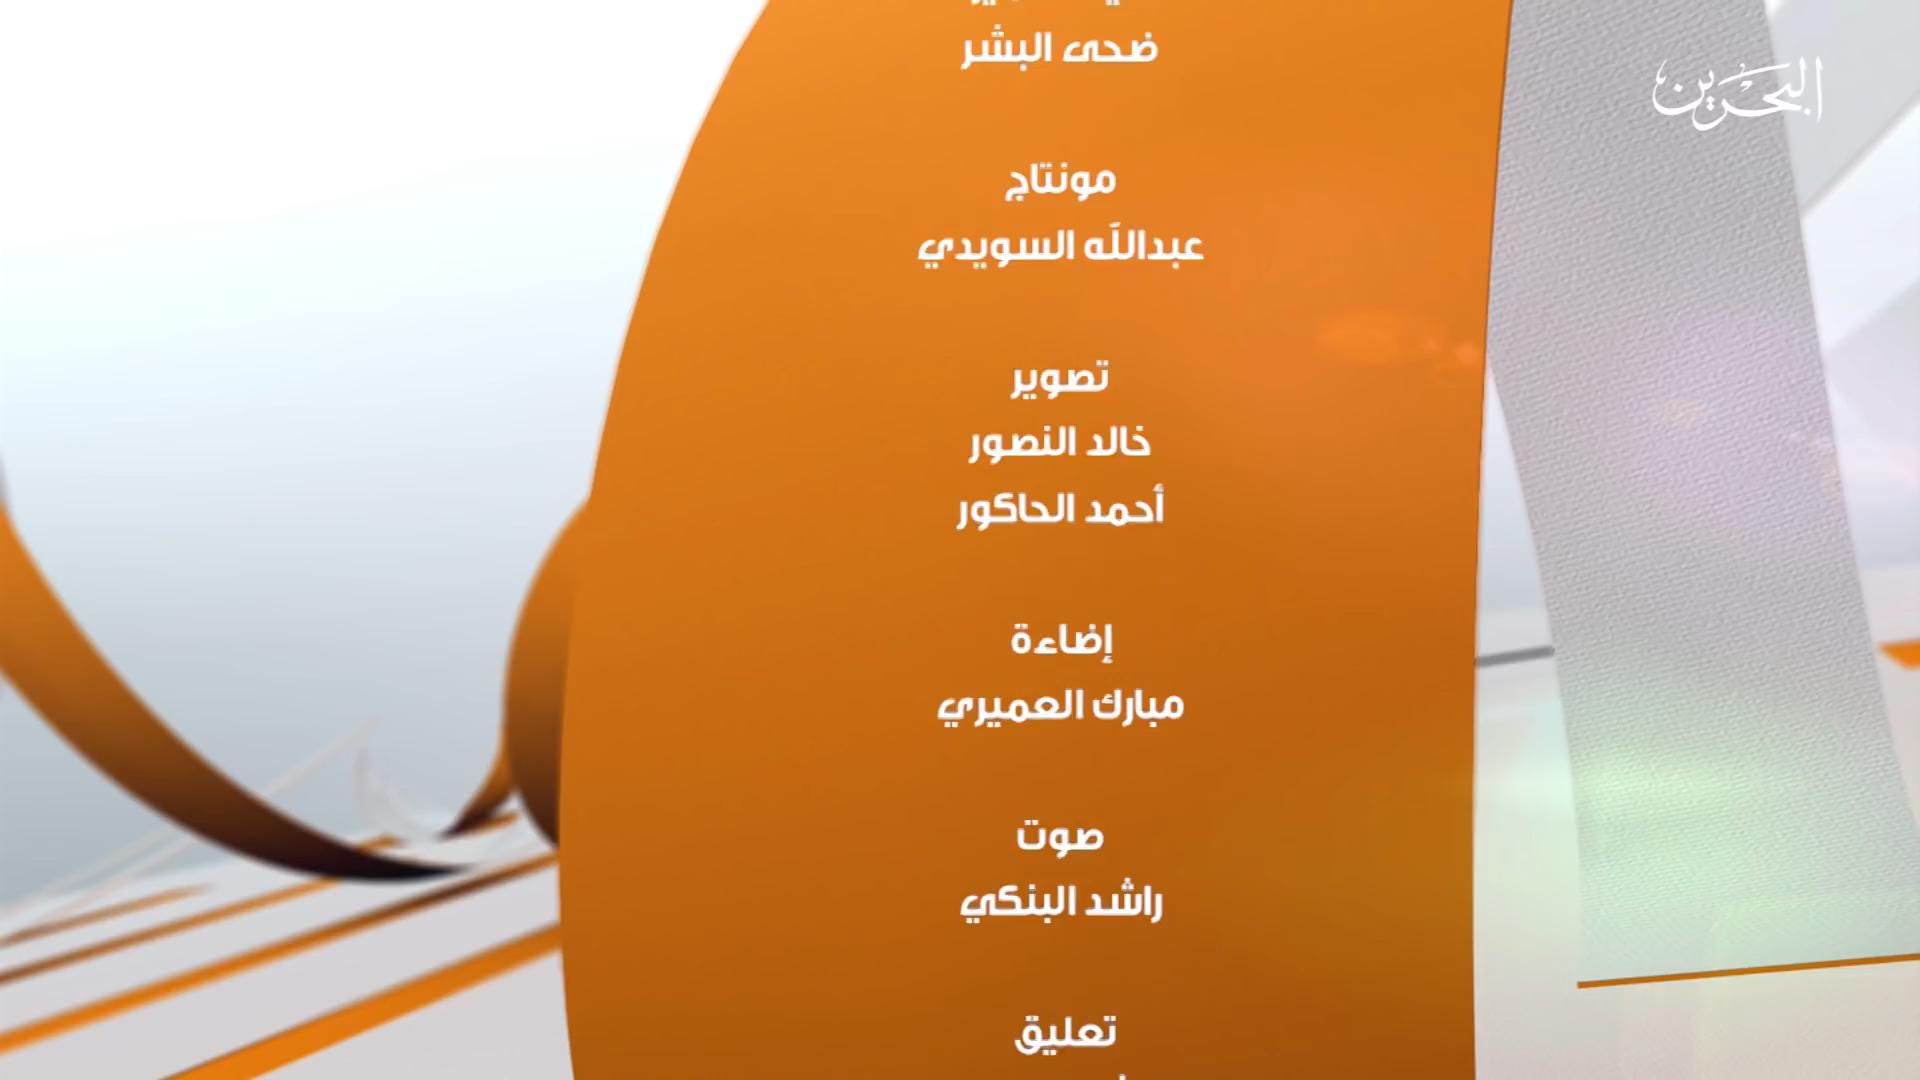 ضحى البشر
البحرين
مونتاج
عبدالله السويدي
تصوير
خالد النصور
أحمد الحاكور
إضاءة
مبارك العميري
صوت
راشد البنكي
تعليق